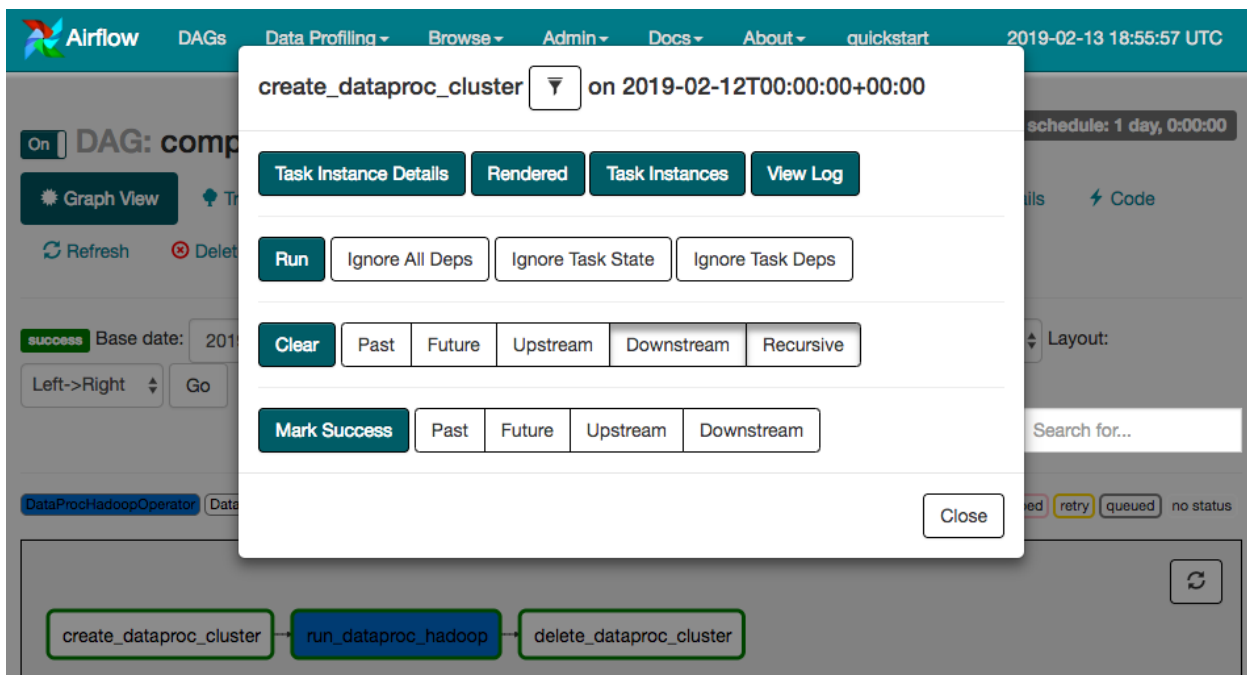 Airflow DAGs Data Profiling Browse Admin Docs About quickstart 2019-02-13 18:55:57 UTC
create_dataproc_cluster on 2019-02-12T00:00:00+00:00
schedule: 1 day, 0:00:00
On DAG: comp
Task Instance Details Rendered Task Instances View Log
Graph View Tr ils Code
Refresh Delet
Run Ignore All Deps Ignore Task State Ignore Task Deps
success Base date: 201 Layout:
Clear Past Future Upstream Downstream Recursive
Left->Right Go
Mark Success Past Future Upstream Downstream
Search for...
DataProcHadoopOperator Data ed retry queued no status
Close
create_dataproc_cluster run_dataproc_hadoop delete_dataproc_cluster